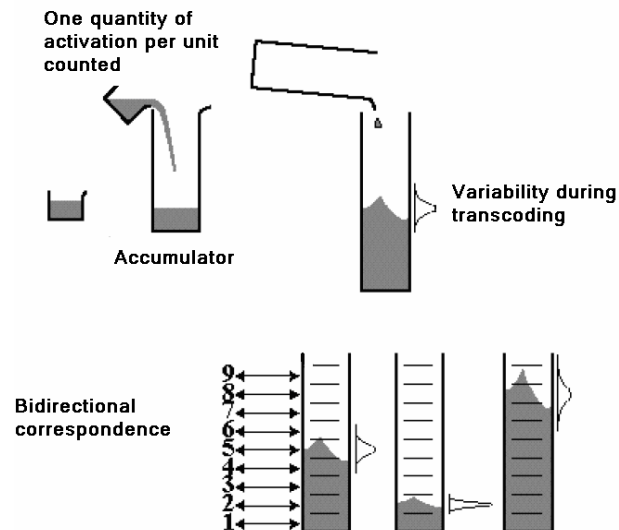 One quantity of
activation per unit
counted
Accumulator
Variability during
transcoding
Bidirectional
correspondence
9
8
7
6
5
4
3
2
1